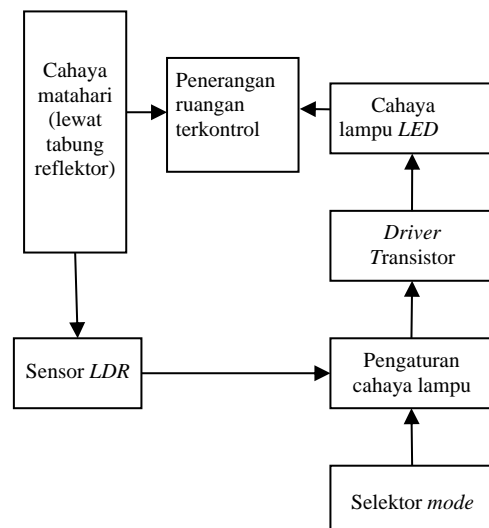 Cahaya
matahari
(lewat
tabung
reflektor)
Penerangan
ruangan
terkontrol
Cahaya
lampu LED
Driver
Transistor
Sensor LDR
Pengaturan
cahaya lampu
Selektor mode